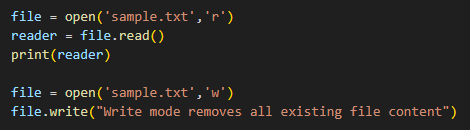 file = open('sample.txt','r')
reader = file.read()
print(reader)
file = open('sample.txt','w')
file.write("Write mode removes all existing file content")